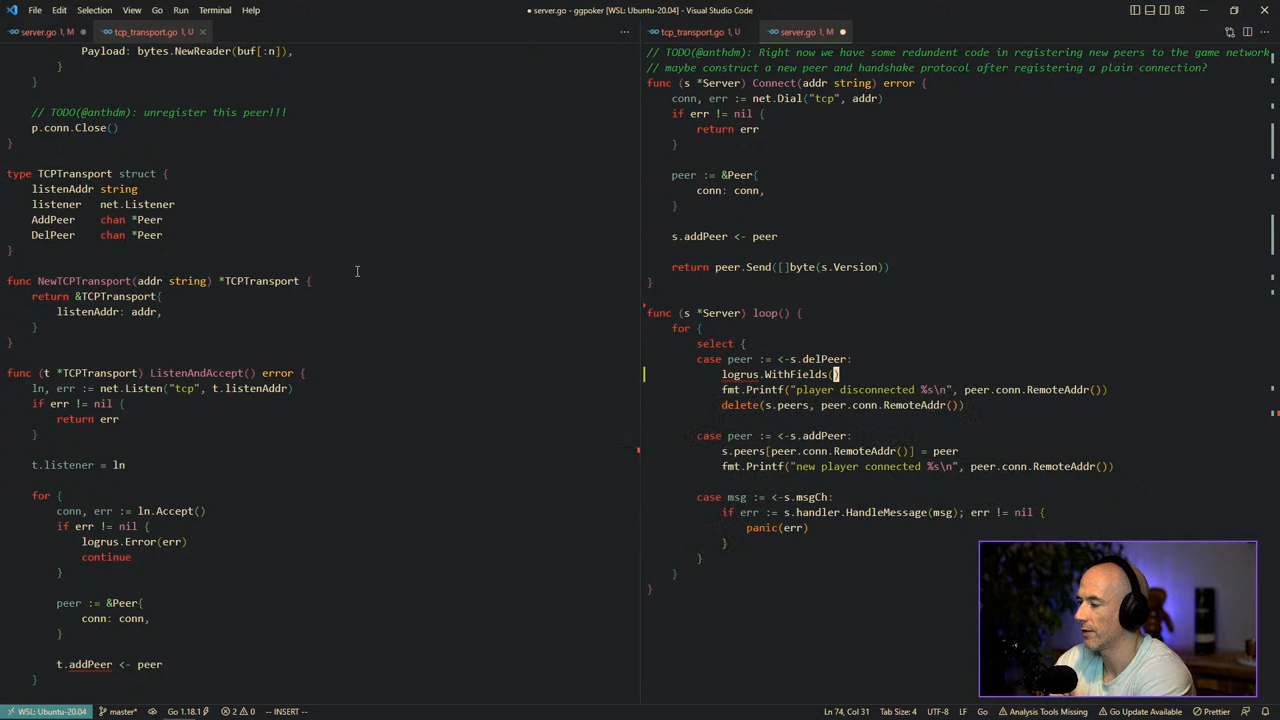 File Edit Selection View Go Run Terminal Help
● server.go - ggpoker [WSL: Ubuntu-20.04] - Visual Studio Code
server.go 1, M
tcp_transport.go 1, U
Payload: bytes.NewReader(buf[:n]),
}
}
// TODO(@anthdm): unregister this peer!!!
p.conn.Close()
}
type TCPTransport struct {
listenAddr string
listener net.Listener
AddPeer chan *Peer
DelPeer chan *Peer
}
func NewTCPTransport(addr string) *TCPTransport {
return &TCPTransport{
listenAddr: addr,
}
}
func (t *TCPTransport) ListenAndAccept() error {
ln, err := net.Listen("tcp", t.listenAddr)
if err != nil {
return err
}
t.listener = ln
for {
conn, err := ln.Accept()
if err != nil {
logrus.Error(err)
continue
}
peer := &Peer{
conn: conn,
}
t.addPeer <- peer
}
tcp_transport.go 1, U
server.go 1, M
// TODO(@anthdm): Right now we have some redundent code in registering new peers to the game network
// maybe construct a new peer and handshake protocol after registering a plain connection?
func (s *Server) Connect(addr string) error {
conn, err := net.Dial("tcp", addr)
if err != nil {
return err
}
peer := &Peer{
conn: conn,
}
s.addPeer <- peer
return peer.Send([]byte(s.Version))
}
func (s *Server) loop() {
for {
select {
case peer := <-s.delPeer:
logrus.WithFields()
fmt.Printf("player disconnected %s\n", peer.conn.RemoteAddr())
delete(s.peers, peer.conn.RemoteAddr())
case peer := <-s.addPeer:
s.peers[peer.conn.RemoteAddr()] = peer
fmt.Printf("new player connected %s\n", peer.conn.RemoteAddr())
case msg := <-s.msgCh:
if err := s.handler.HandleMessage(msg); err != nil {
panic(err)
}
}
}
}
WSL: Ubuntu-20.04 master* Go 1.18.1 2 0 -- INSERT -- Ln 74, Col 31 Tab Size: 4 UTF-8 LF Go Analysis Tools Missing Go Update Available Prettier